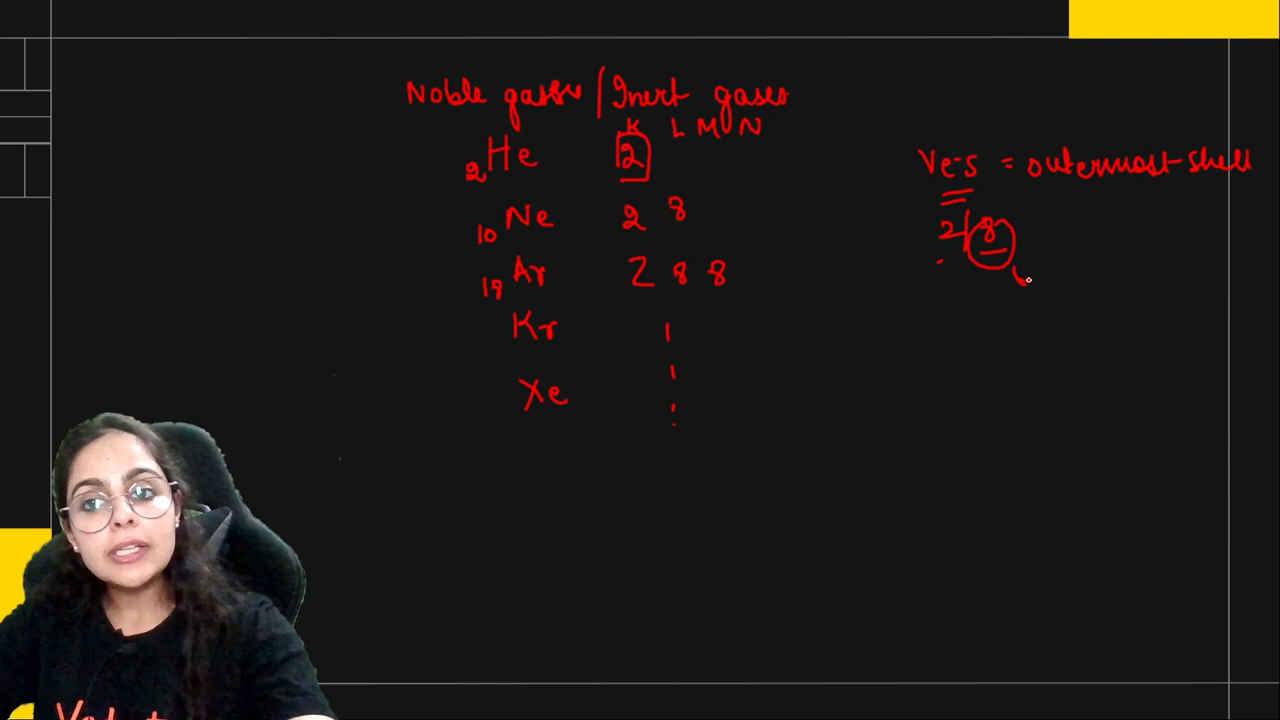 Noble gases / Inert gases
K L M N
2He 2
10Ne 2 8
18Ar 2 8 8
Kr
Xe
Ve-s = outermost-shell
2/8